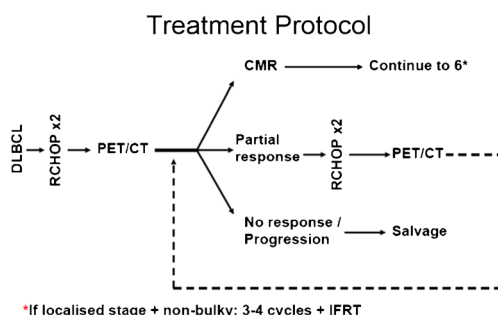 Treatment Protocol
CMR
Continue to 6*
DLBCL
RCHOP x2
PET/CT
Partial
response
RCHOP x2
PET/CT
No response /
Progression
Salvage
*If localised stage + non-bulky: 3-4 cycles + IFRT